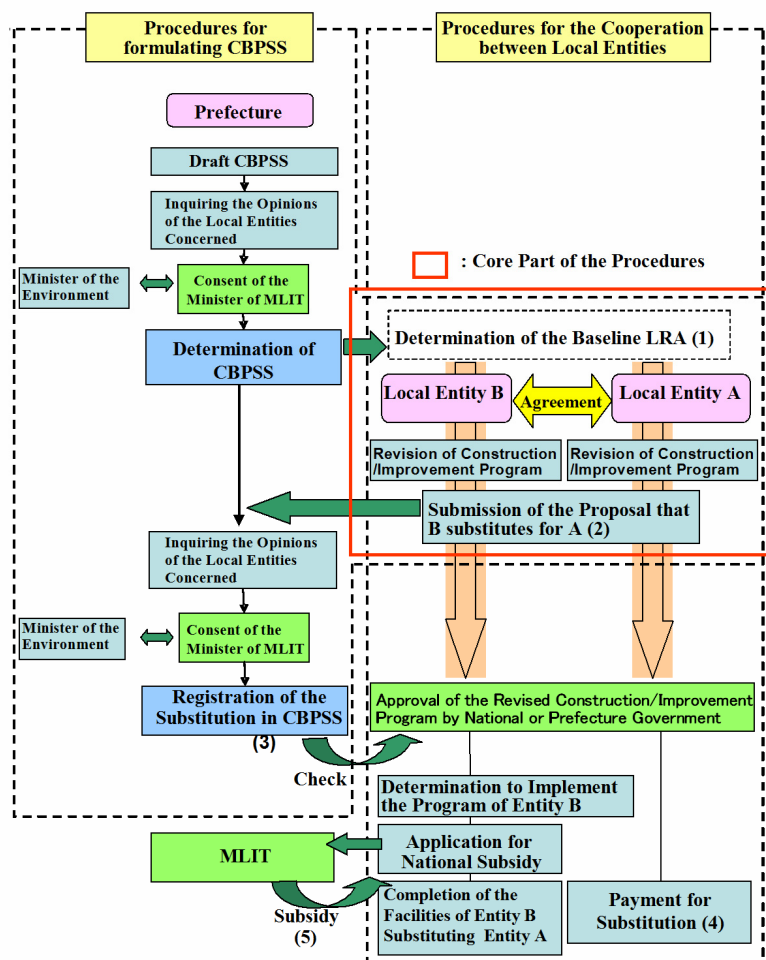 Procedures for
formulating CBPSS
Procedures for the Cooperation
between Local Entities
Prefecture
Draft CBPSS
Inquiring the Opinions
of the Local Entities
Concerned
: Core Part of the Procedures
Minister of the
Environment
Consent of the
Minister of MLIT
Determination of
CBPSS
Determination of the Baseline LRA (1)
Local Entity B
Agreement
Local Entity A
Revision of Construction
/Improvement Program
Revision of Construction
/Improvement Program
Submission of the Proposal that
B substitutes for A (2)
Inquiring the Opinions
of the Local Entities
Concerned
Minister of the
Environment
Consent of the
Minister of MLIT
Registration of the
Substitution in CBPSS
(3)
Approval of the Revised Construction/Improvement
Program by National or Prefecture Government
Check
Determination to Implement
the Program of Entity B
MLIT
Application for
National Subsidy
Subsidy
(5)
Completion of the
Facilities of Entity B
Substituting Entity A
Payment for
Substitution (4)